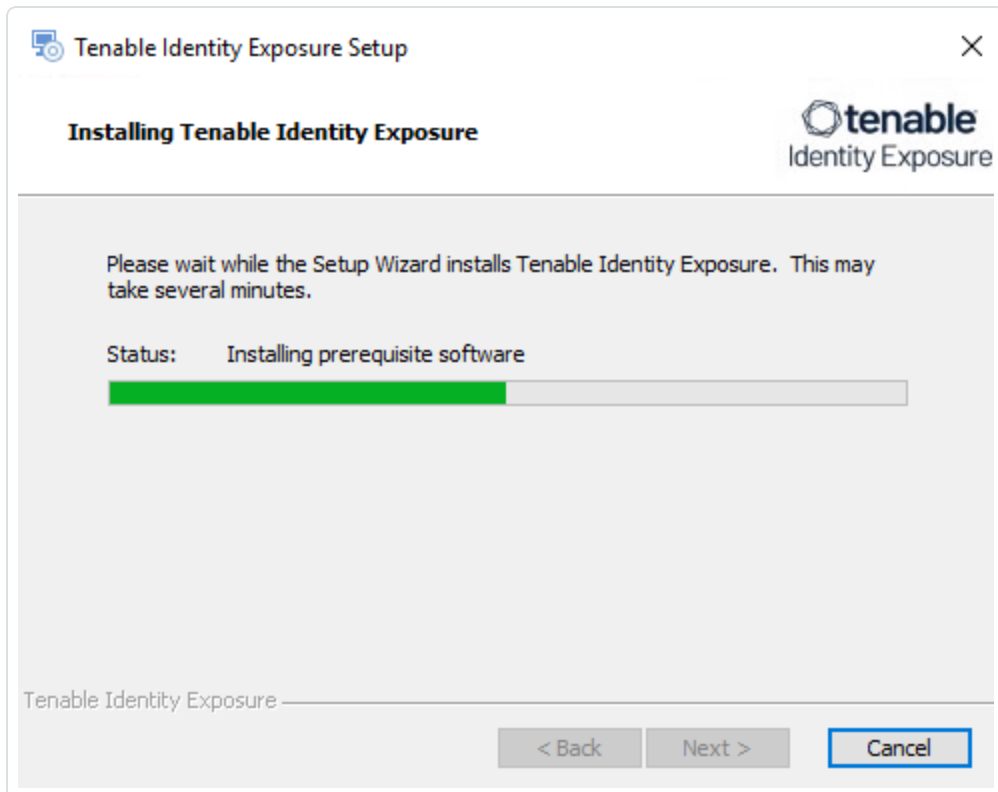 Tenable Identity Exposure Setup
Installing Tenable Identity Exposure
tenable
Identity Exposure
Please wait while the Setup Wizard installs Tenable Identity Exposure.  This may
take several minutes.
Status: Installing prerequisite software
Tenable Identity Exposure
< Back Next > Cancel